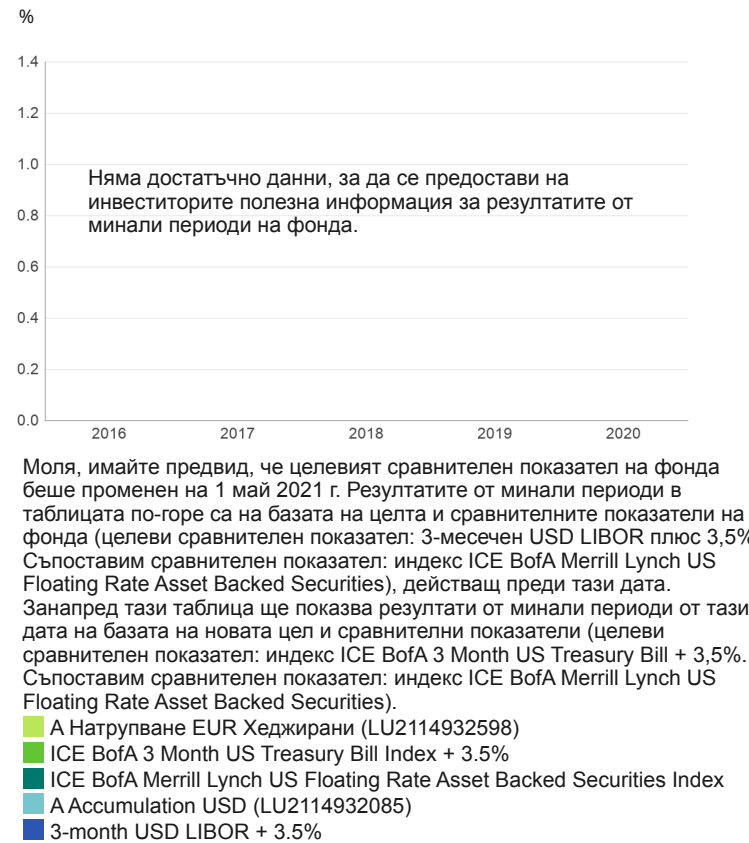 %
1.4
1.2
1.0
0.8
0.6
0.4
0.2
0.0
Няма достатъчно данни, за да се предостави на
инвеститорите полезна информация за резултатите от
минали периоди на фонда.
2016 2017 2018 2019 2020
Моля, имайте предвид, че целевият сравнителен показател на фонда
беше променен на 1 май 2021 г. Резултатите от минали периоди в
таблицата по-горе са на базата на целта и сравнителните показатели на
фонда (целеви сравнителен показател: 3-месечен USD LIBOR плюс 3,5%
Съпоставим сравнителен показател: индекс ICE BofA Merrill Lynch US
Floating Rate Asset Backed Securities), действащ преди тази дата.
Занапред тази таблица ще показва резултати от минали периоди от тази
дата на базата на новата цел и сравнителни показатели (целеви
сравнителен показател: индекс ICE BofA 3 Month US Treasury Bill + 3,5%.
Съпоставим сравнителен показател: индекс ICE BofA Merrill Lynch US
Floating Rate Asset Backed Securities).
А Натрупване EUR Хеджирани (LU2114932598)
ICE BofA 3 Month US Treasury Bill Index + 3.5%
ICE BofA Merrill Lynch US Floating Rate Asset Backed Securities Index
A Accumulation USD (LU2114932085)
3-month USD LIBOR + 3.5%